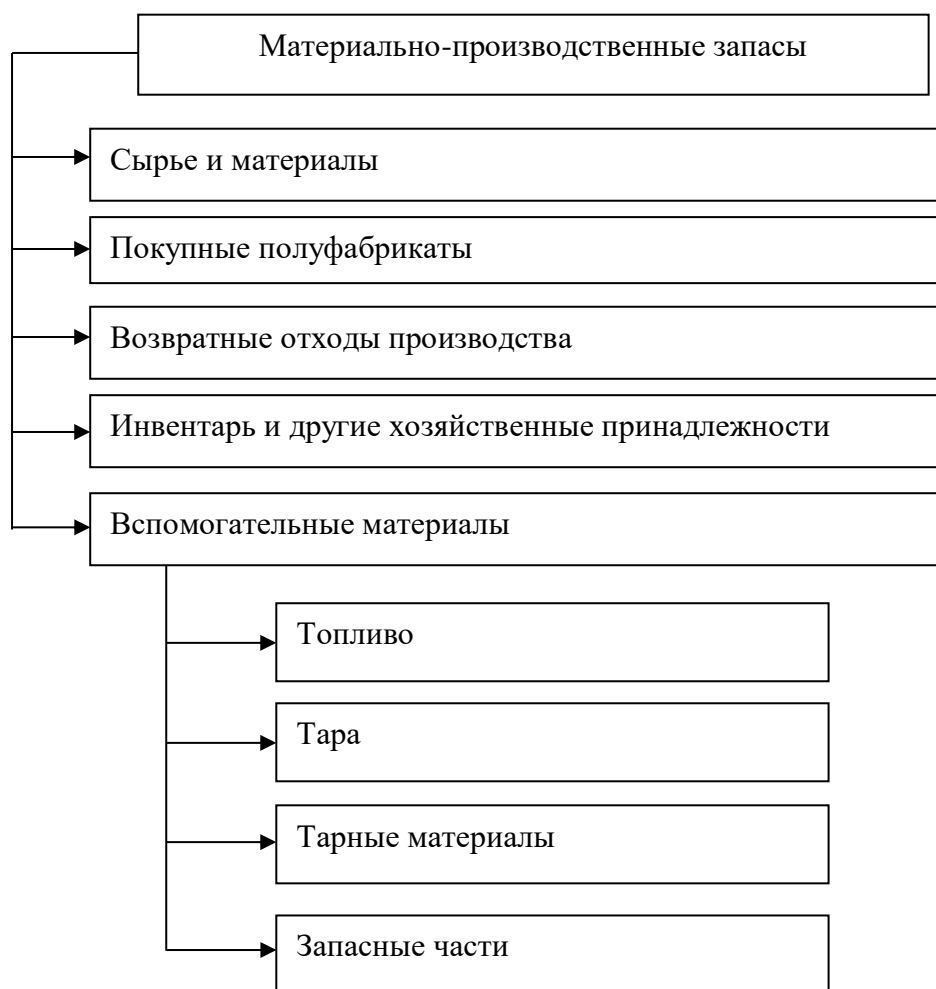 Материально-производственные запасы
Сырье и материалы
Покупные полуфабрикаты
Возвратные отходы производства
Инвентарь и другие хозяйственные принадлежности
Вспомогательные материалы
Топливо
Тара
Тарные материалы
Запасные части